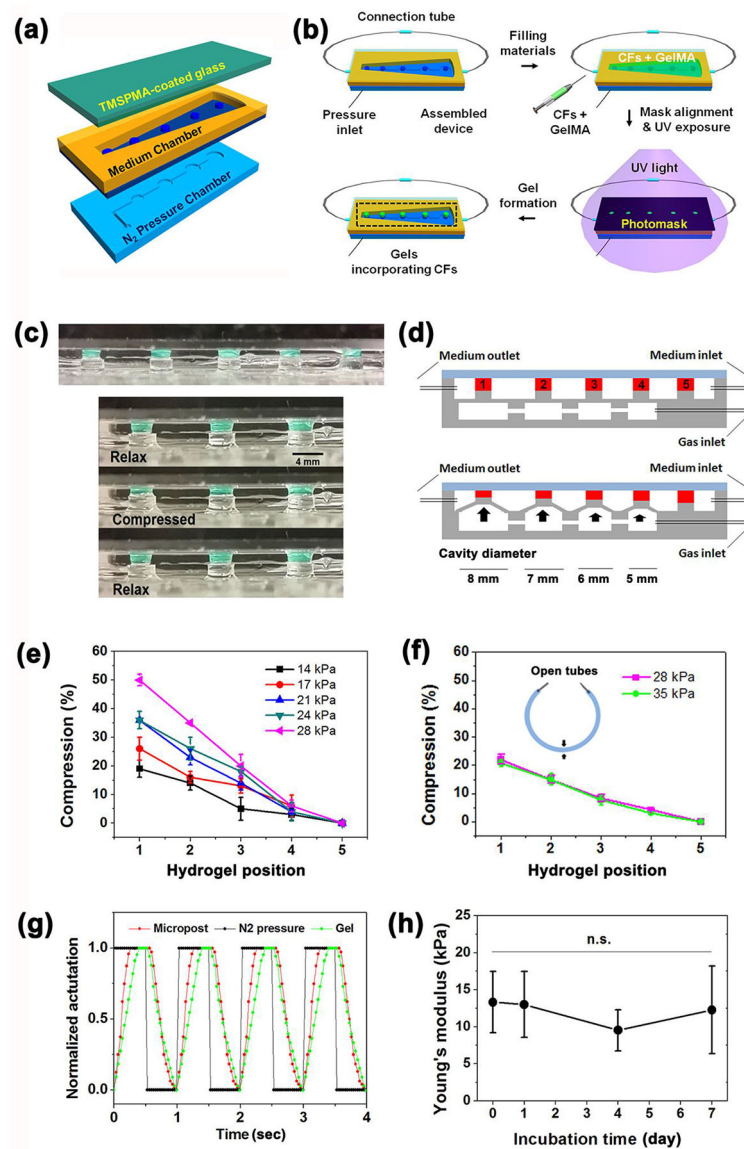 (a)
TMSPMA-coated glass
Medium Chamber
N2 Pressure Chamber
(b)
Connection tube
Filling
materials
CFs + GelMA
Pressure
inlet
Assembled
device
CFs +
GelMA
Mask alignment
& UV exposure
Gel
formation
UV light
Photomask
Gels
incorporating CFs
(c)
Relax
4 mm
Compressed
Relax
(d)
Medium outlet
Medium inlet
1 2 3 4 5
Gas inlet
Medium outlet
Medium inlet
Gas inlet
Cavity diameter
8 mm 7 mm 6 mm 5 mm
(e)
Compression (%)
60
50
40
30
20
10
0
14 kPa
17 kPa
21 kPa
24 kPa
28 kPa
1 2 3 4 5
Hydrogel position
(f)
Compression (%)
60
50
40
30
20
10
0
Open tubes
28 kPa
35 kPa
1 2 3 4 5
Hydrogel position
(g)
Normalized actutation
Micropost N2 pressure Gel
1.0
0.5
0.0
0 1 2 3 4
Time (sec)
(h)
Young's modulus (kPa)
25
20
15
10
5
0
n.s.
0 1 2 3 4 5 6 7
Incubation time (day)